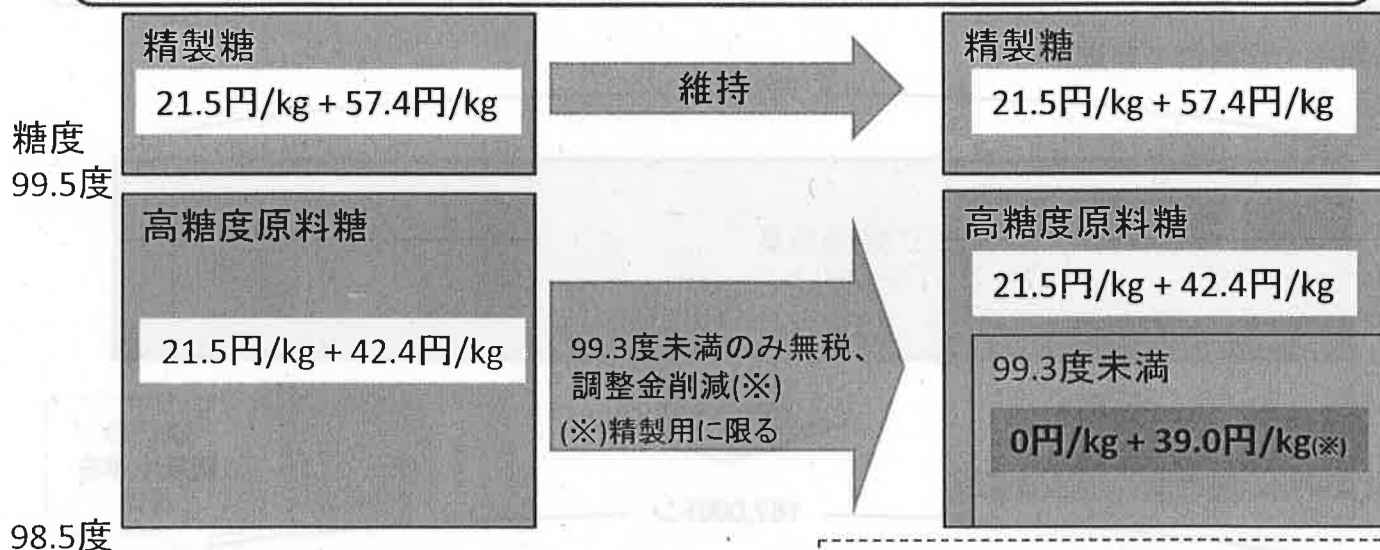 精製糖
21.5円/kg + 57.4円/kg
維持
精製糖
21.5円/kg + 57.4円/kg
糖度
99.5度
高糖度原料糖
21.5円/kg + 42.4円/kg
99.3度未満のみ無税、
調整金削減(※)
(※)精製用に限る
高糖度原料糖
21.5円/kg + 42.4円/kg
99.3度未満
0円/kg + 39.0円/kg(※)
98.5度